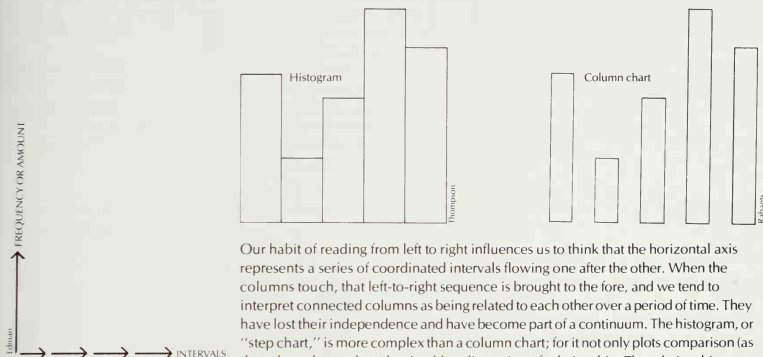 Histogram
Column chart
Thompson
FREQUENCY OR AMOUNT
Edman
INTERVALS
Our habit of reading from left to right influences us to think that the horizontal axis
represents a series of coordinated intervals flowing one after the other. When the
columns touch, that left-to-right sequence is brought to the fore, and we tend to
interpret connected columns as being related to each other over a period of time. They
have lost their independence and have become part of a continuum. The histogram, or
"step chart," is more complex than a column chart; for it not only plots comparison (as